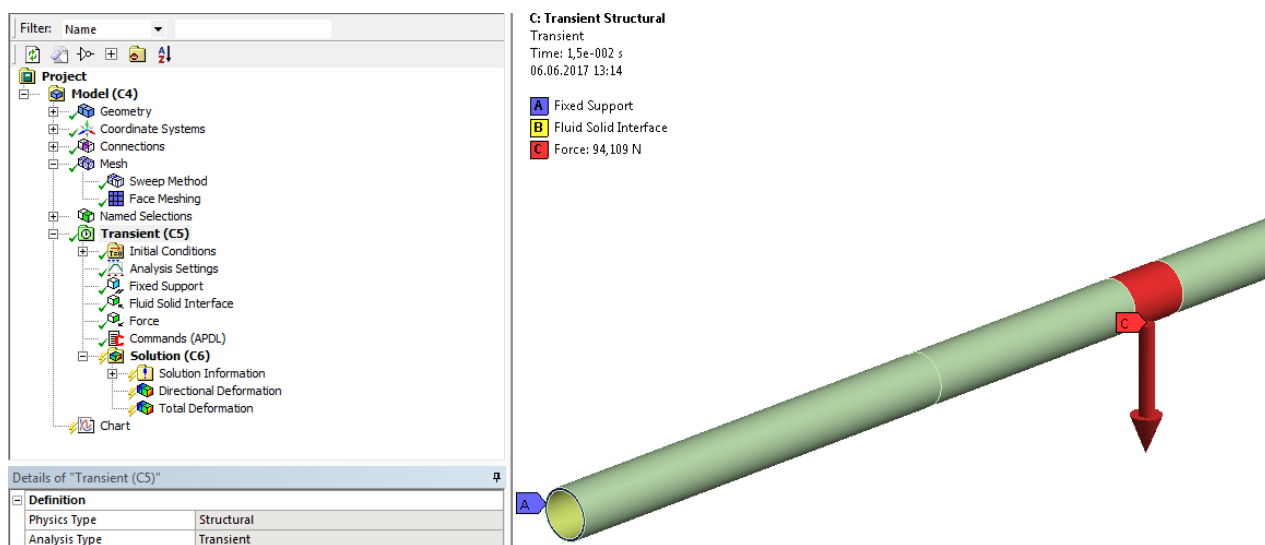 Filter: Name
Project
Model (C4)
Geometry
Coordinate Systems
Connections
Mesh
Sweep Method
Face Meshing
Named Selections
Transient (C5)
Initial Conditions
Analysis Settings
Fixed Support
Fluid Solid Interface
Force
Commands (APDL)
Solution (C6)
Solution Information
Directional Deformation
Total Deformation
Chart
Details of "Transient (C5)"
Definition
Physics Type Structural
Analysis Type Transient
C: Transient Structural
Transient
Time: 1,5e-002 s
06.06.2017 13:14
A Fixed Support
B Fluid Solid Interface
C Force: 94,109 N
C
A